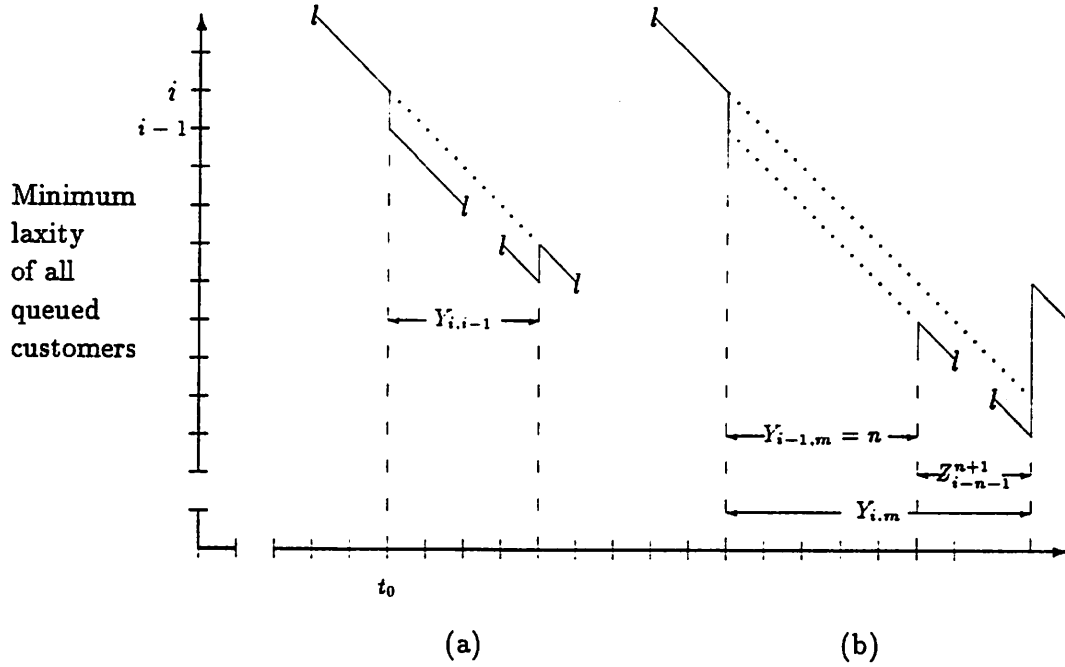 l
l
i
i − 1
Minimum
laxity
of all
queued
customers
l
l
l
l
l
Y_{i,i−1}
Y_{i−1,m} = n
Z^{n+1}_{i−n−1}
Y_{i,m}
t_0
(a)
(b)